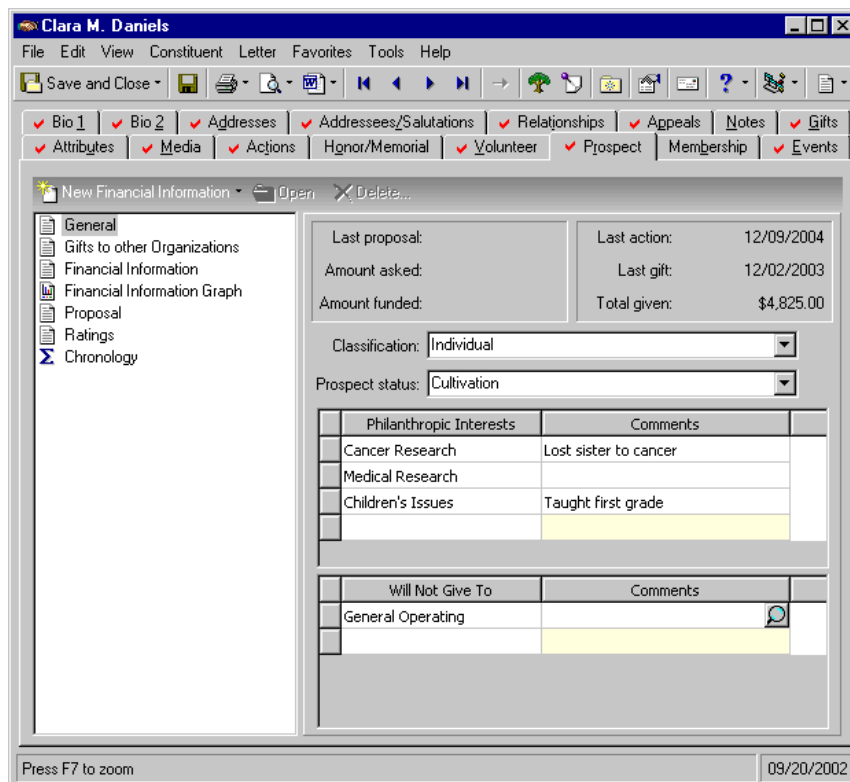 Clara M. Daniels
File Edit View Constituent Letter Favorites Tools Help
Save and Close
Bio 1 Bio 2 Addresses Addressees/Salutations Relationships Appeals Notes Gifts
Attributes Media Actions Honor/Memorial Volunteer Prospect Membership Events
New Financial Information Open Delete...
General
Gifts to other Organizations
Financial Information
Financial Information Graph
Proposal
Ratings
Chronology
Last proposal: Last action: 12/09/2004
Amount asked: Last gift: 12/02/2003
Amount funded: Total given: $4,825.00
Classification: Individual
Prospect status: Cultivation
Philanthropic Interests Comments
Cancer Research Lost sister to cancer
Medical Research
Children's Issues Taught first grade
Will Not Give To Comments
General Operating
Press F7 to zoom 09/20/2002